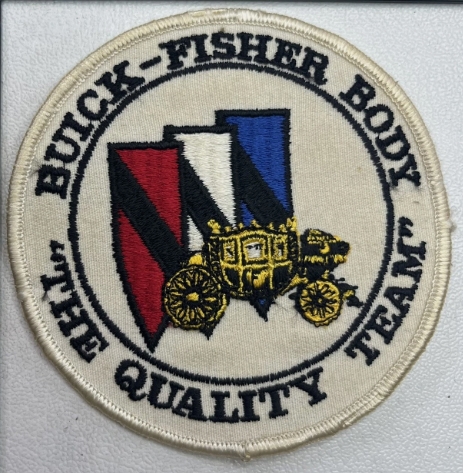 BUICK-FISHER BODY
"THE QUALITY TEAM"